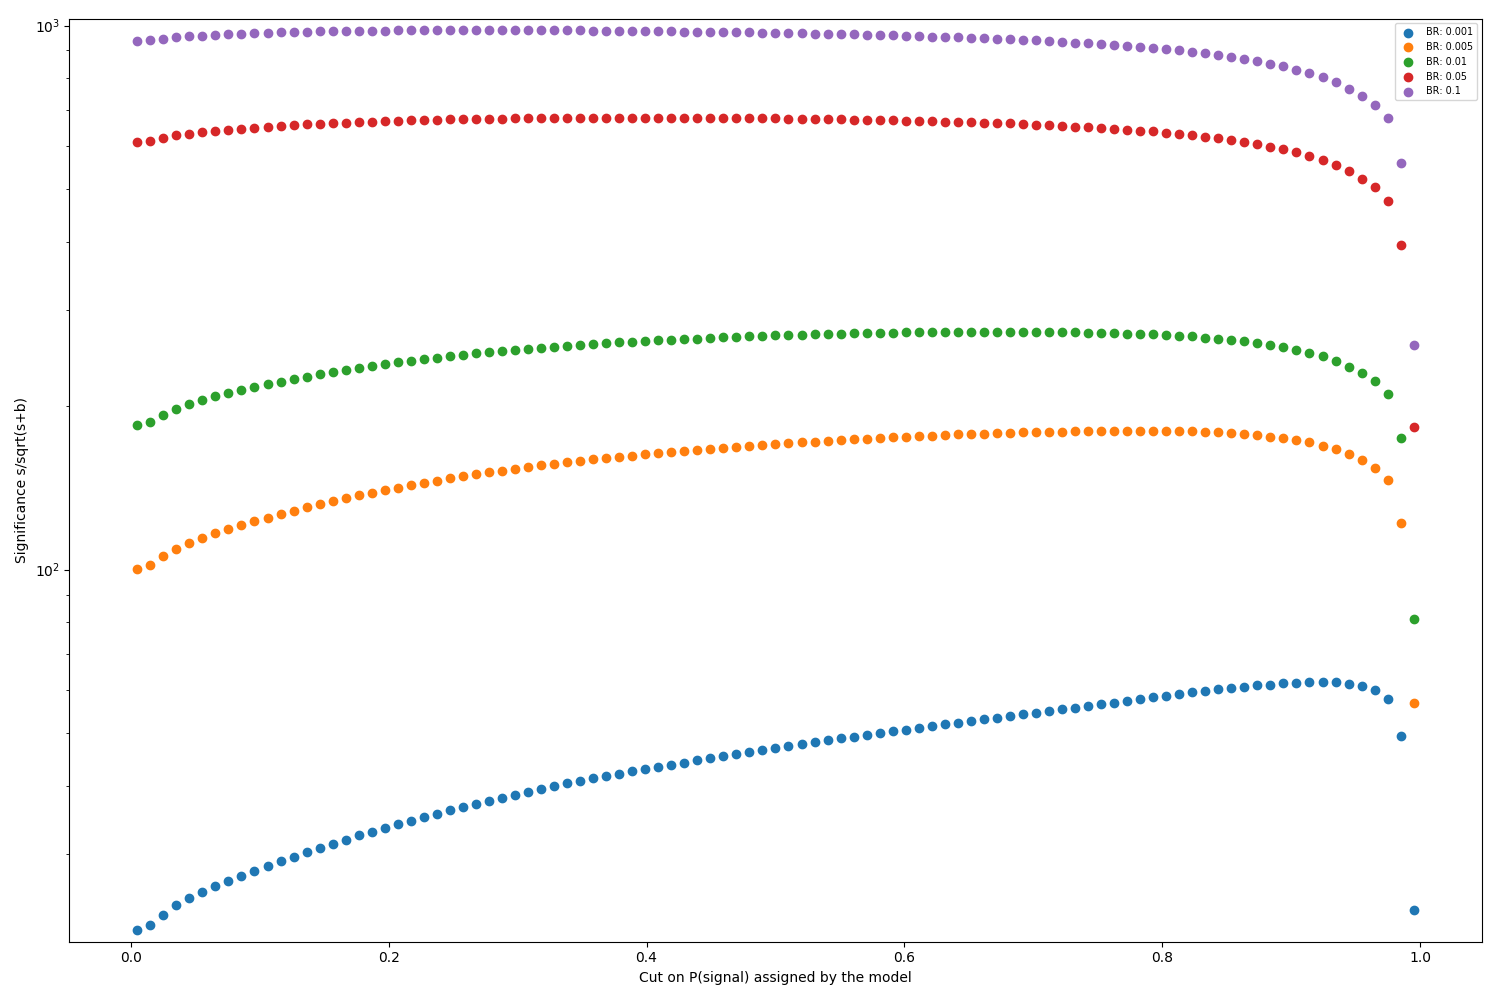 10³
10²
Significance s/sqrt(s+b)
BR: 0.001
BR: 0.005
BR: 0.01
BR: 0.05
BR: 0.1
0.0 0.2 0.4 0.6 0.8 1.0
Cut on P(signal) assigned by the model